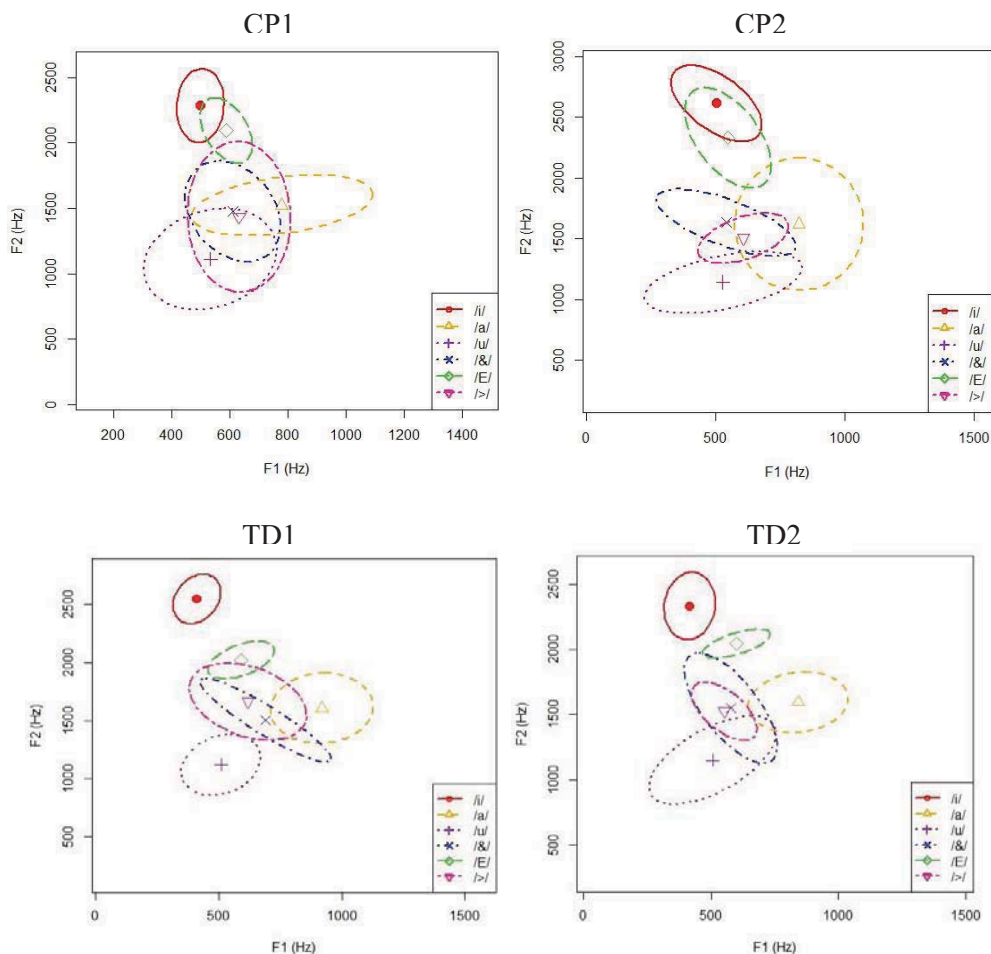 CP1
F2 (Hz)
2500
2000
1500
1000
500
0
200 400 600 800 1000 1200 1400
F1 (Hz)
/i/
/a/
/u/
/&/
/E/
/>/
CP2
F2 (Hz)
3000
2500
2000
1500
1000
500
0 500 1000 1500
F1 (Hz)
/i/
/a/
/u/
/&/
/E/
/>/
TD1
F2 (Hz)
2500
2000
1500
1000
500
0 500 1000 1500
F1 (Hz)
/i/
/a/
/u/
/&/
/E/
/>/
TD2
F2 (Hz)
2500
2000
1500
1000
500
0 500 1000 1500
F1 (Hz)
/i/
/a/
/u/
/&/
/E/
/>/